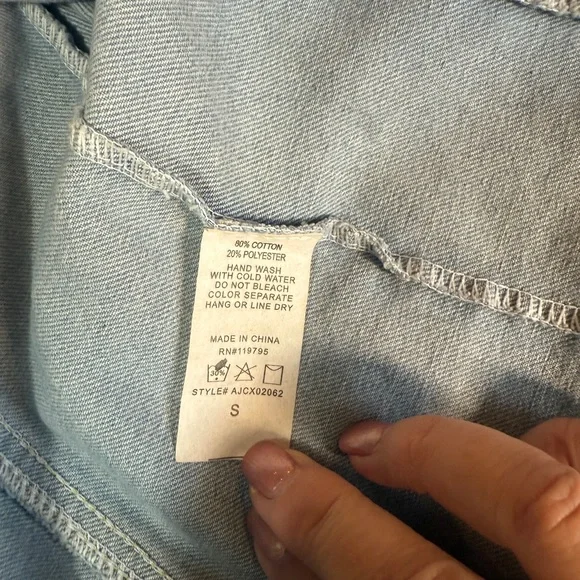 80% COTTON
20% POLYESTER
HAND WASH
WITH COLD WATER
DO NOT BLEACH
COLOR SEPARATE
HANG OR LINE DRY
MADE IN CHINA
RN#119795
30%
STYLE# AJCX02062
S